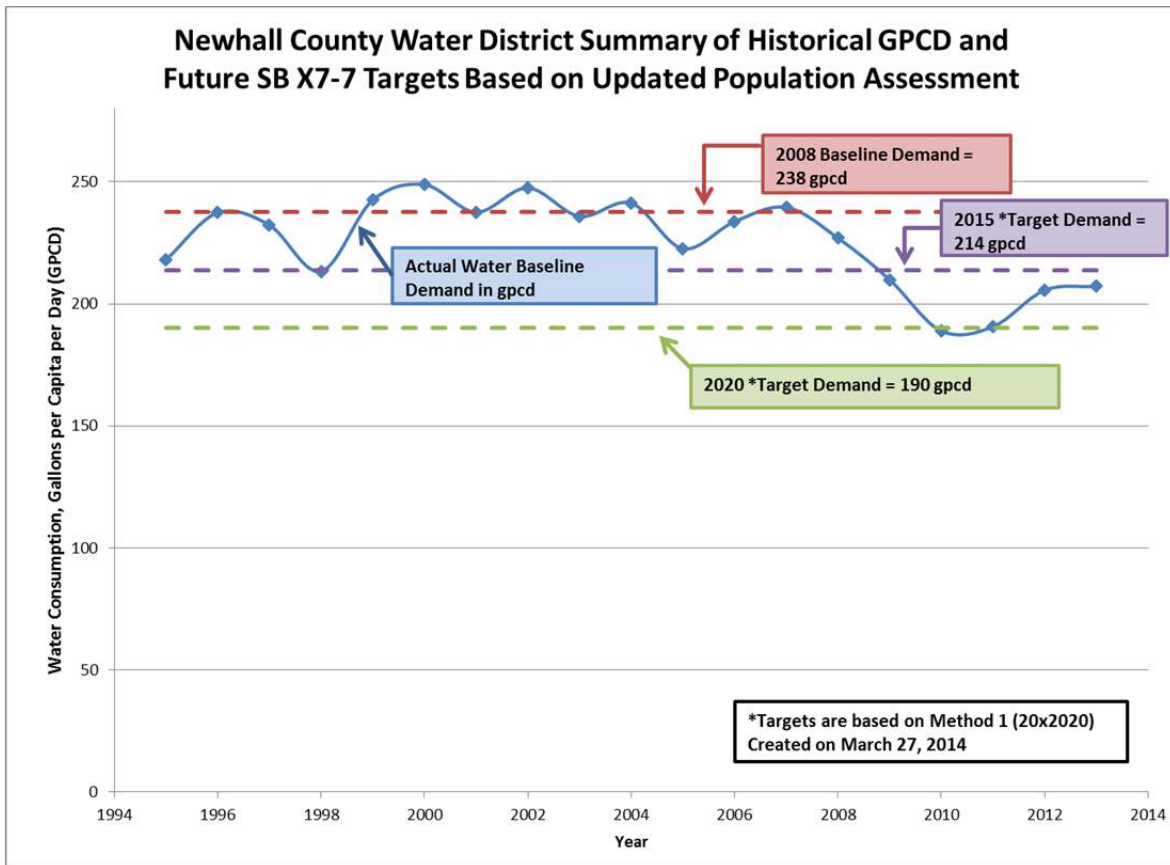 Newhall County Water District Summary of Historical GPCD and
Future SB X7-7 Targets Based on Updated Population Assessment
Water Consumption, Gallons per Capita per Day (GPCD)
250
200
150
100
50
0
2008 Baseline Demand =
238 gpcd
2015 *Target Demand =
214 gpcd
Actual Water Baseline
Demand in gpcd
2020 *Target Demand = 190 gpcd
*Targets are based on Method 1 (20x2020)
Created on March 27, 2014
1994 1996 1998 2000 2002 2004 2006 2008 2010 2012 2014
Year